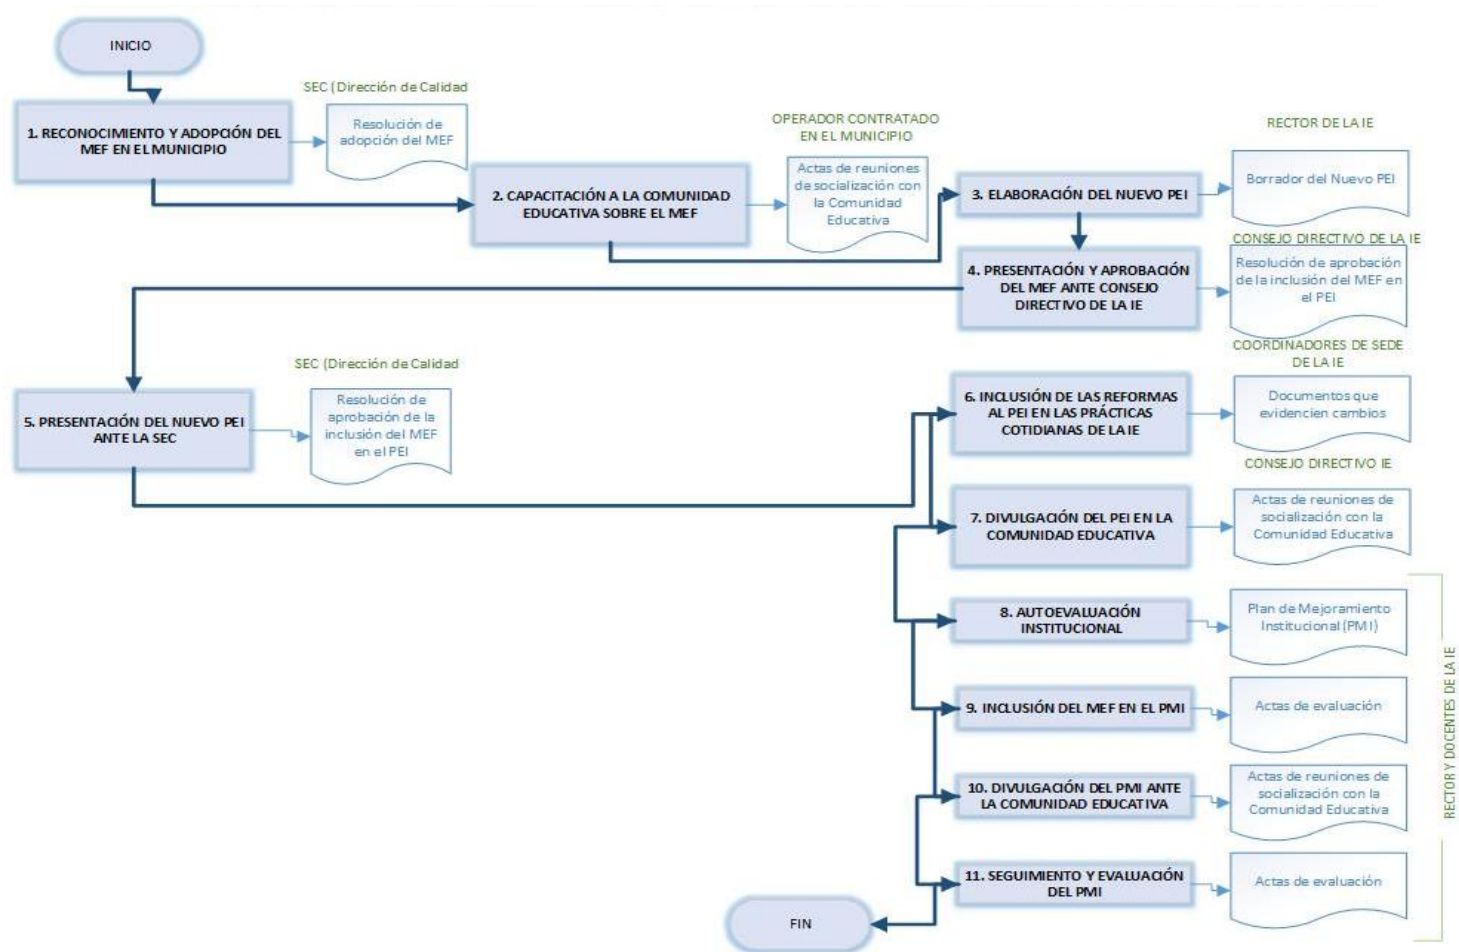 INICIO
SEC (Dirección de Calidad
1. RECONOCIMIENTO Y ADOPCIÓN DEL
MEF EN EL MUNICIPIO
Resolución de
adopción del MEF
OPERADOR CONTRATADO
EN EL MUNICIPIO
2. CAPACITACIÓN A LA COMUNIDAD
EDUCATIVA SOBRE EL MEF
Actas de reuniones
de socialización con
la Comunidad
Educativa
RECTOR DE LA IE
3. ELABORACIÓN DEL NUEVO PEI
Borrador del Nuevo PEI
CONSEJO DIRECTIVO DE LA IE
4. PRESENTACIÓN Y APROBACIÓN
DEL MEF ANTE CONSEJO
DIRECTIVO DE LA IE
Resolución de aprobación
de la inclusión del MEF en
el PEI
SEC (Dirección de Calidad
5. PRESENTACIÓN DEL NUEVO PEI
ANTE LA SEC
Resolución de
aprobación de la
inclusión del MEF
en el PEI
COORDINADORES DE SEDE
DE LA IE
6. INCLUSIÓN DE LAS REFORMAS
AL PEI EN LAS PRÁCTICAS
COTIDIANAS DE LA IE
Documentos que
evidencien cambios
CONSEJO DIRECTIVO IE
7. DIVULGACIÓN DEL PEI EN LA
COMUNIDAD EDUCATIVA
Actas de reuniones de
socialización con la
Comunidad Educativa
8. AUTOEVALUACIÓN
INSTITUCIONAL
Plan de Mejoramiento
Institucional (PMI)
9. INCLUSIÓN DEL MEF EN EL PMI
Actas de evaluación
10. DIVULGACIÓN DEL PMI ANTE
LA COMUNIDAD EDUCATIVA
Actas de reuniones de
socialización con la
Comunidad Educativa
11. SEGUIMIENTO Y EVALUACIÓN
DEL PMI
Actas de evaluación
RECTOR Y DOCENTES DE LA IE
FIN